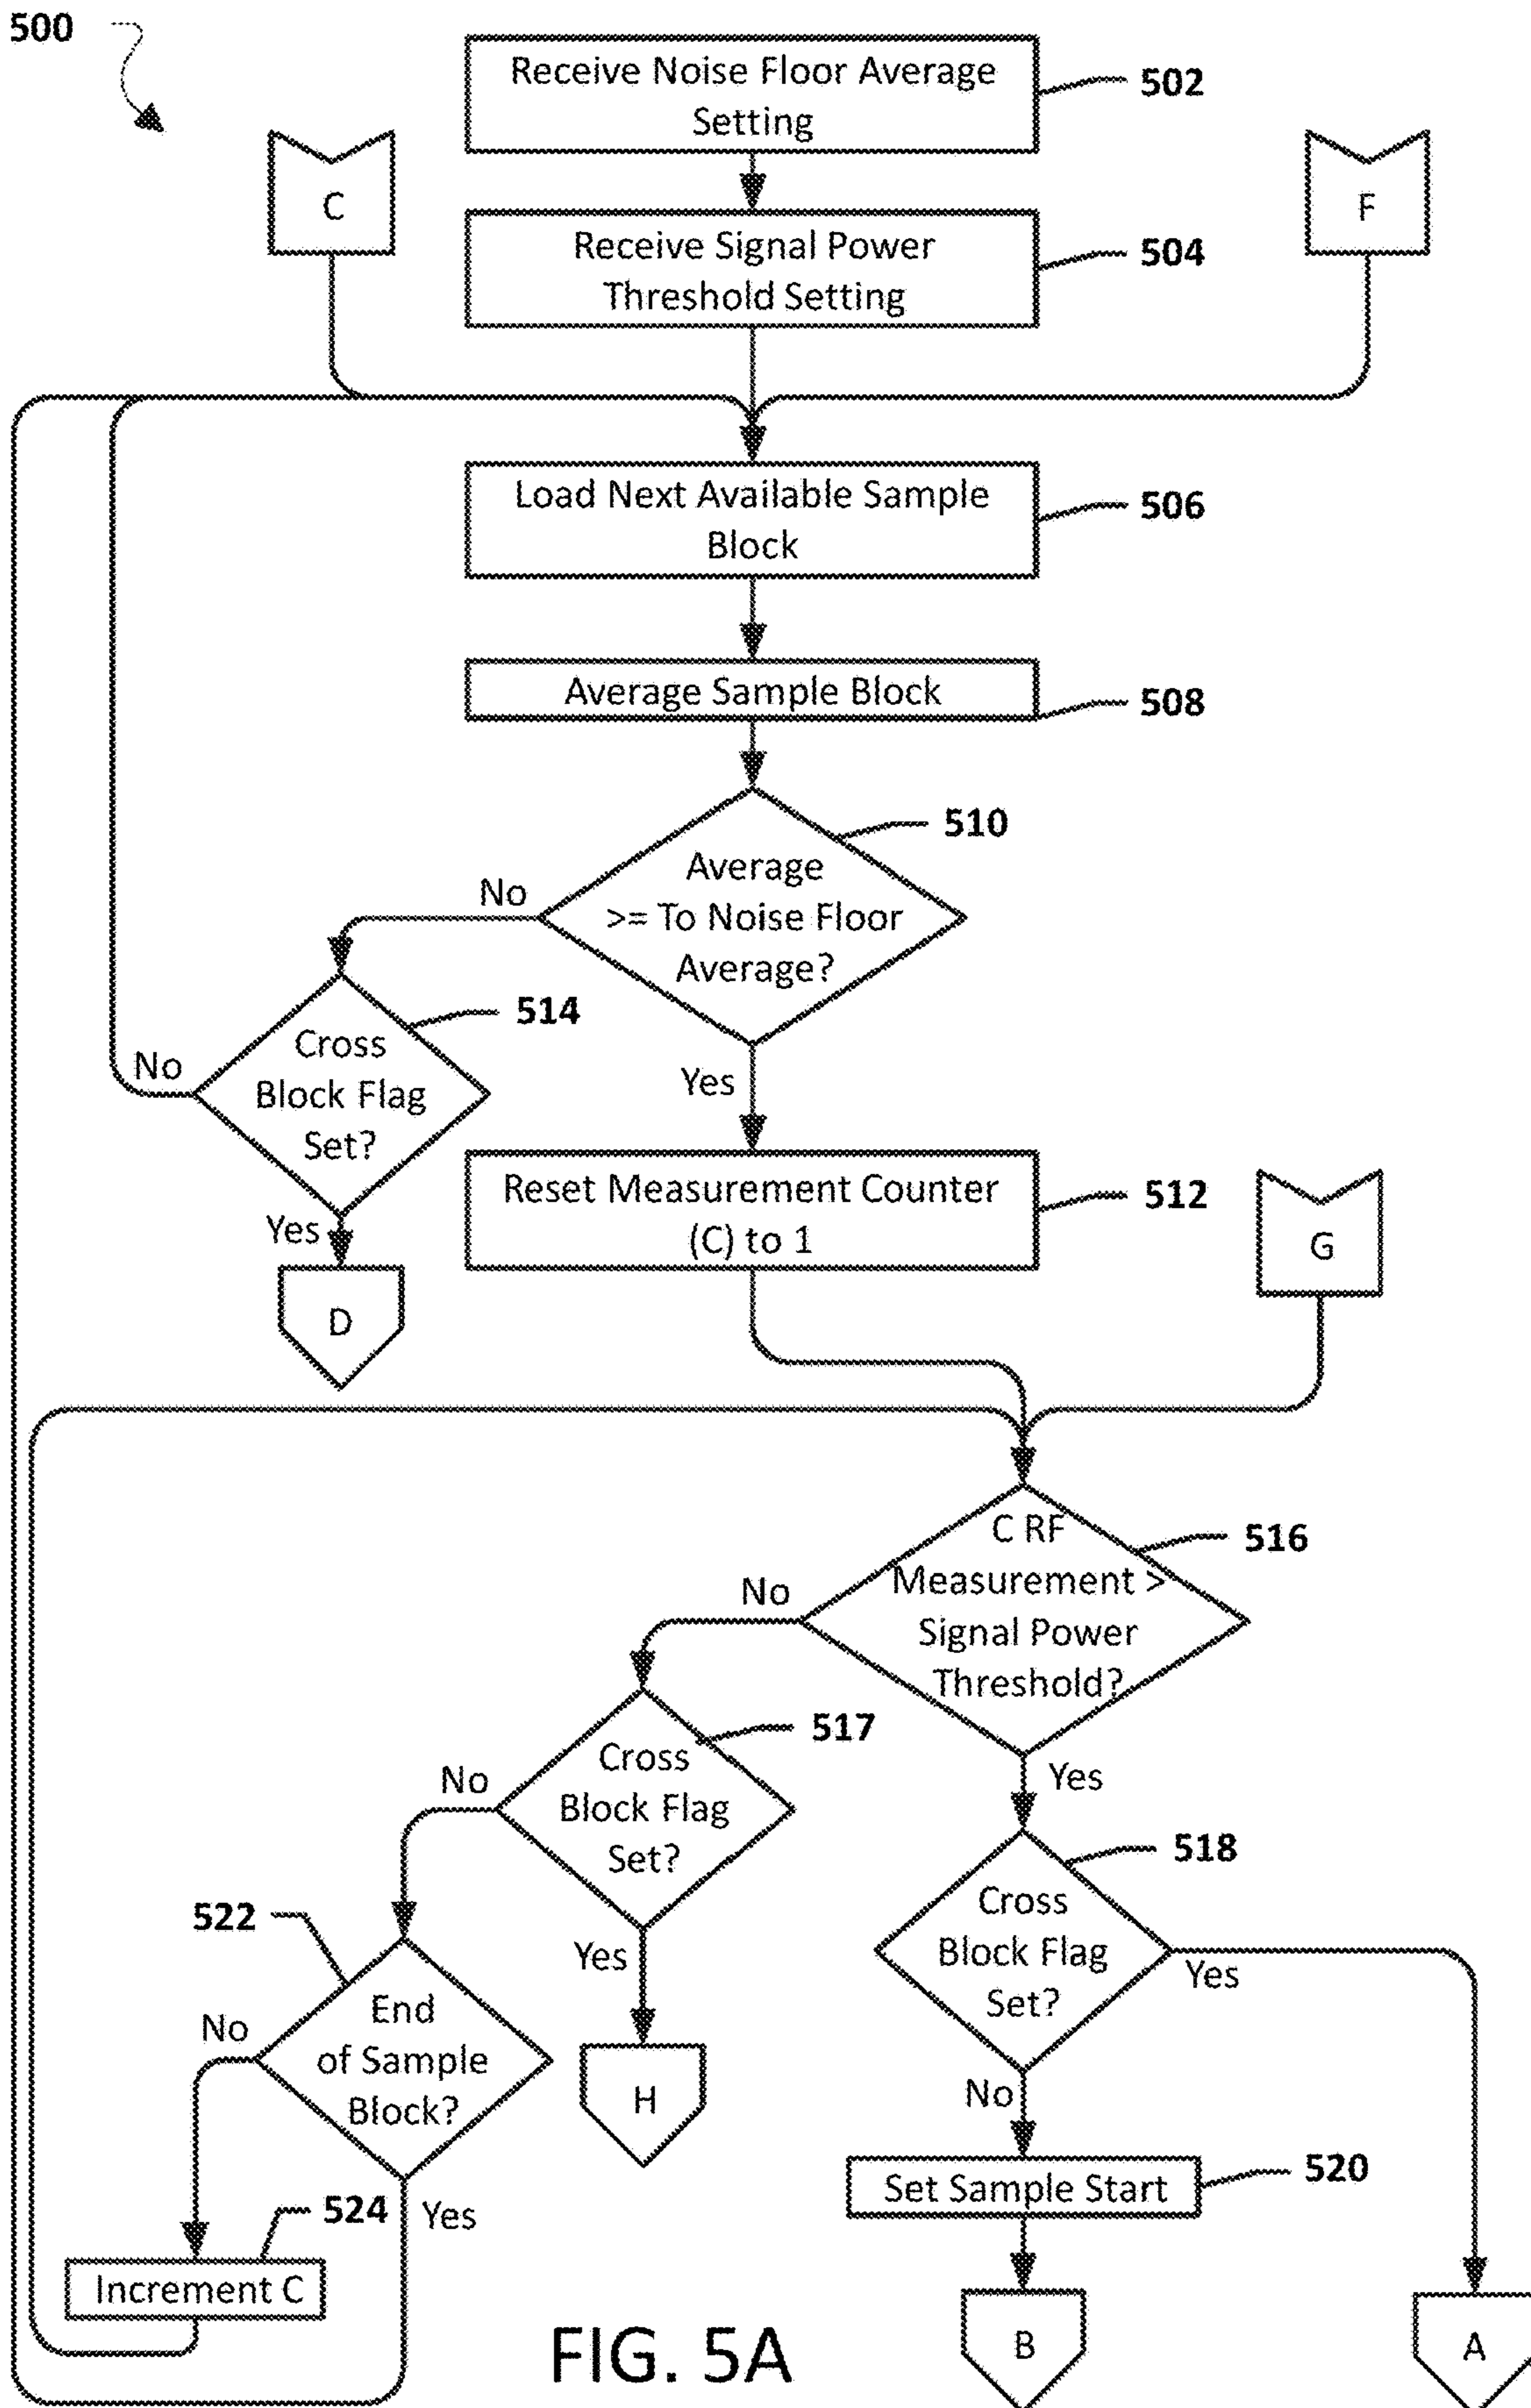 500
Receive Noise Floor Average
Setting
502
C
F
Receive Signal Power
Threshold Setting
504
Load Next Available Sample
Block
506
Average Sample Block
508
510
Average
>= To Noise Floor
Average?
No
514
Cross
Block Flag
Set?
No
Yes
Yes
Reset Measurement Counter
(C) to 1
512
G
D
C RF
Measurement >
Signal Power
Threshold?
516
No
517
Cross
Block Flag
Set?
No
Yes
518
Cross
Block Flag
Set?
Yes
522
End
of Sample
Block?
No
Yes
H
No
Set Sample Start
520
524
Yes
Increment C
B
A
FIG. 5A